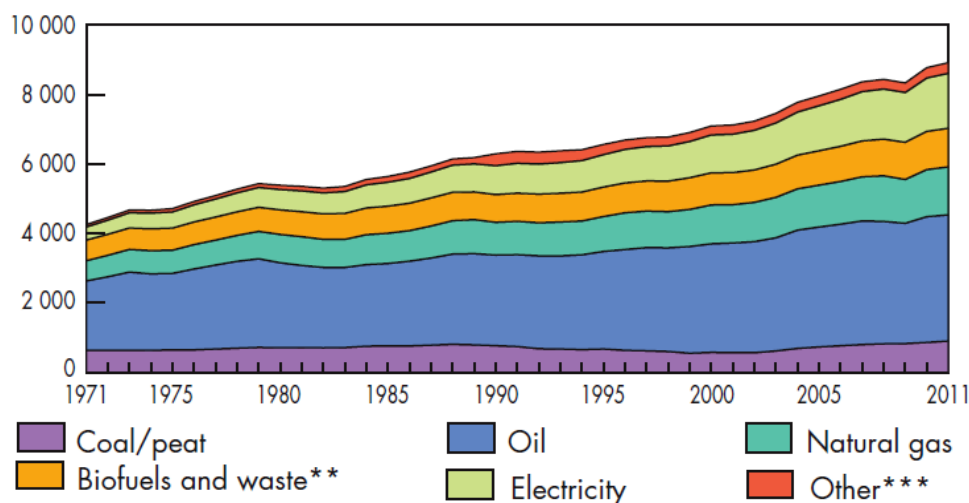 10 000
8 000
6 000
4 000
2 000
0
1971 1975 1980 1985 1990 1995 2000 2005 2011
Coal/peat Oil Natural gas
Biofuels and waste** Electricity Other***